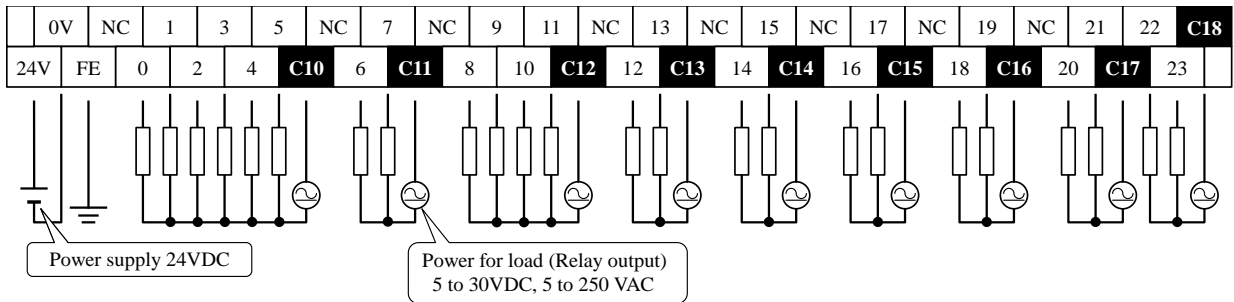 0V NC 1 3 5 NC 7 NC 9 11 NC 13 NC 15 NC 17 NC 19 NC 21 22 C18
24V FE 0 2 4 C10 6 C11 8 10 C12 12 C13 14 C14 16 C15 18 C16 20 C17 23
Power supply 24VDC
Power for load (Relay output)
5 to 30VDC, 5 to 250 VAC